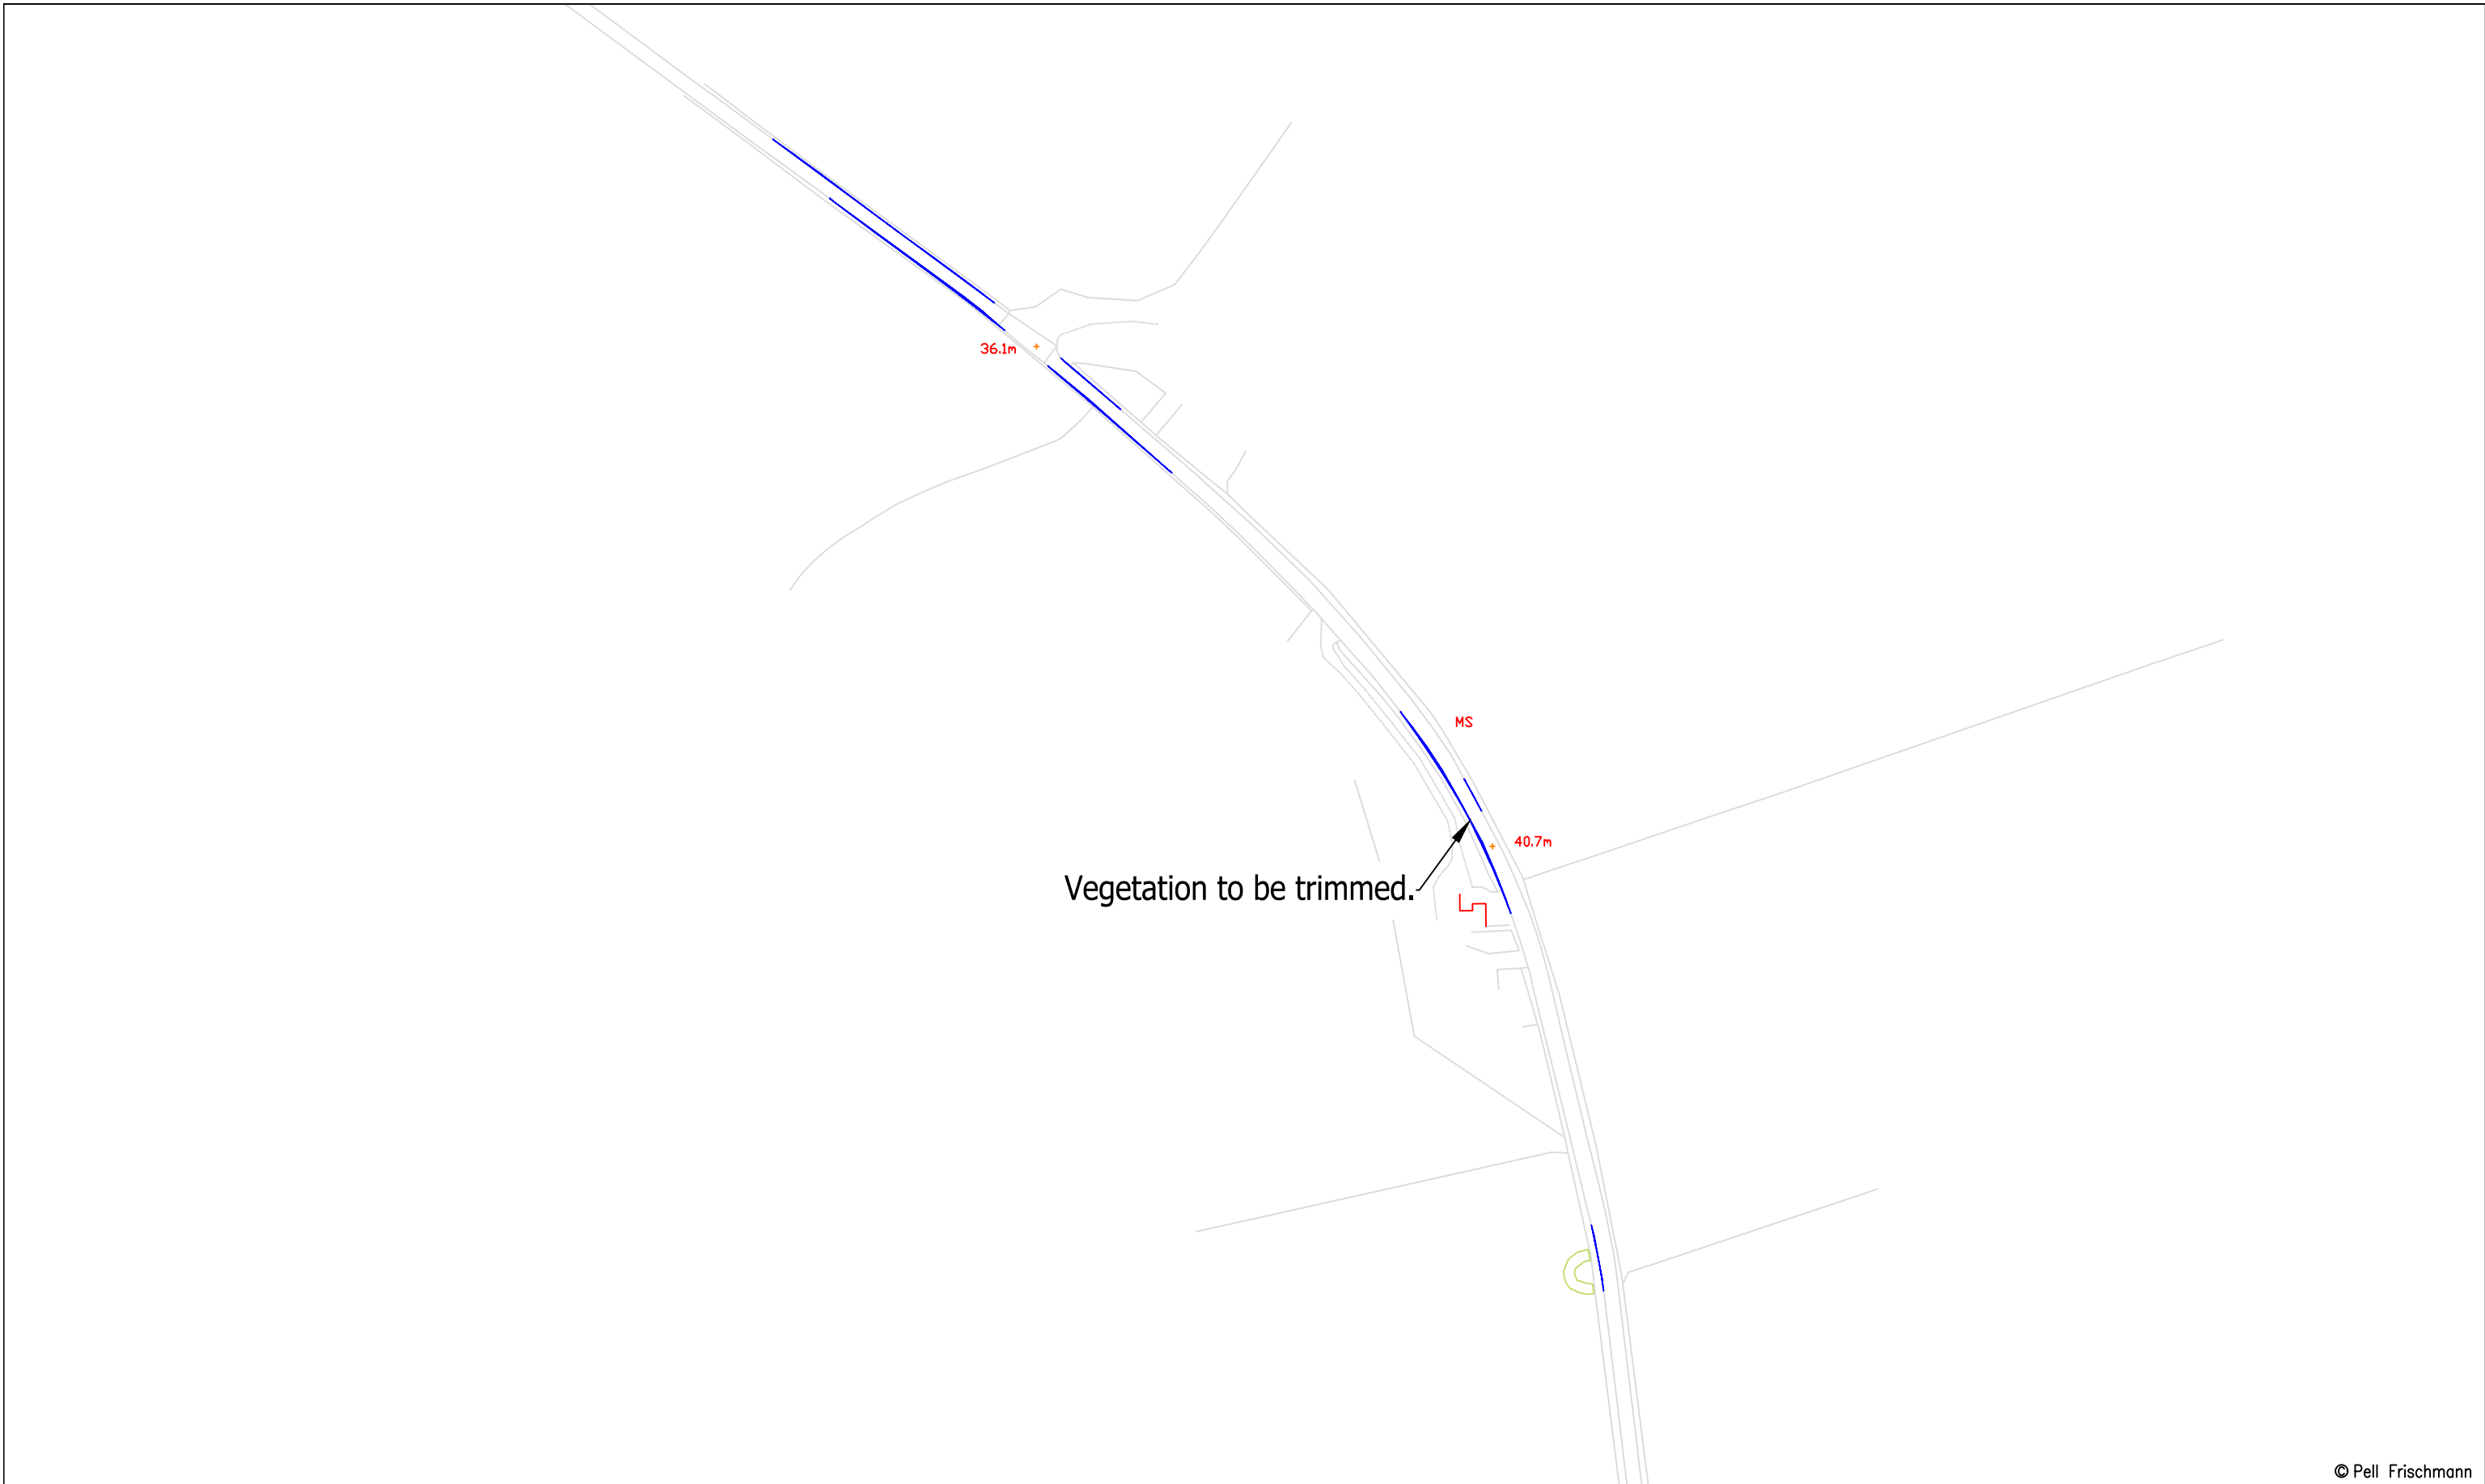 36.1m
MS
40.7m
Vegetation to be trimmed.
© Pell Frischmann